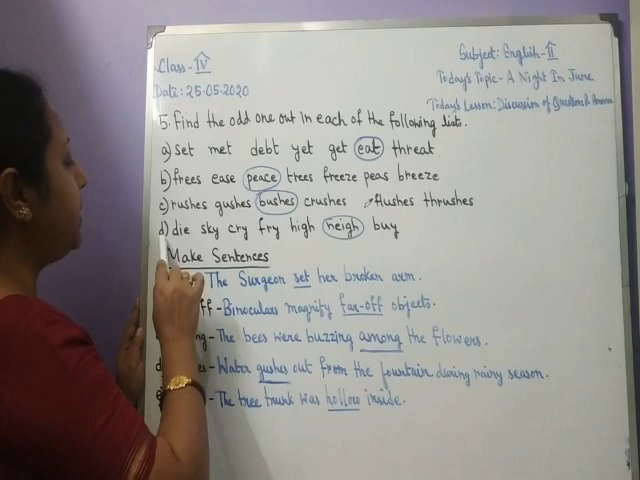 Class - IV
Date: 25.05.2020
Subject: English - II
Today's Topic - A Night In June
Today's Lesson: Discussion of Question & Answers
5. Find the odd one out in each of the following lists.
a) set met debt yet get eat threat
b) frees ease peace trees freeze peas breeze
c) rushes gushes bushes crushes flushes thrushes
d) die sky cry fry high neigh buy
Make Sentences
The Surgeon set her broken arm.
ff - Binoculars magnify far-off objects.
ng - The bees were buzzing among the flowers.
d es - Water gushes out from the fountain during rainy season.
- The tree trunk was hollow inside.